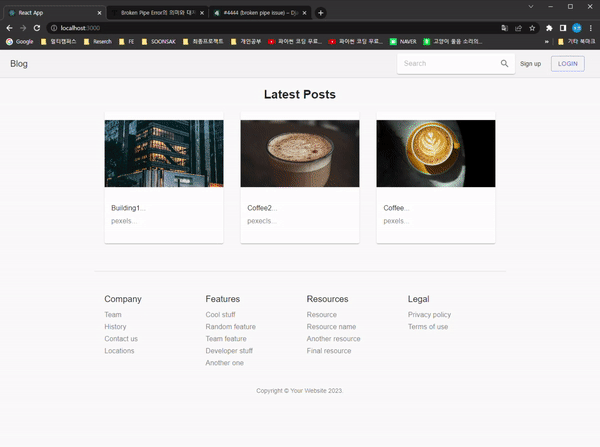 React App
Broken Pipe Error의 의미와 대
#4444 (broken pipe issue) – Dj
localhost:3000
Google 멀티캠퍼스 Reserch FE SOONSAK 최종프로젝트 개인공부 파이썬 코딩 무료... 파이썬 코딩 무료... NAVER 고양이 울음 소리의... » 기타 북마크
Blog
Search
Sign up
LOGIN
Latest Posts
Building1...
pexels...
Coffee2...
pexecls...
Coffee...
pexels...
Company
Team
History
Contact us
Locations
Features
Cool stuff
Random feature
Team feature
Developer stuff
Another one
Resources
Resource
Resource name
Another resource
Final resource
Legal
Privacy policy
Terms of use
Copyright © Your Website 2023.